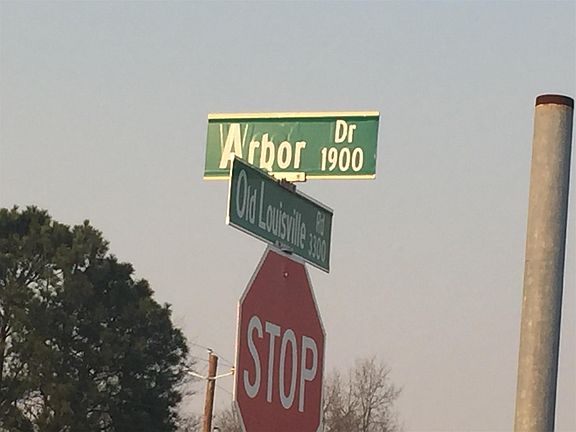 Arbor Dr
1900
Old Louisville Rd
3300
STOP